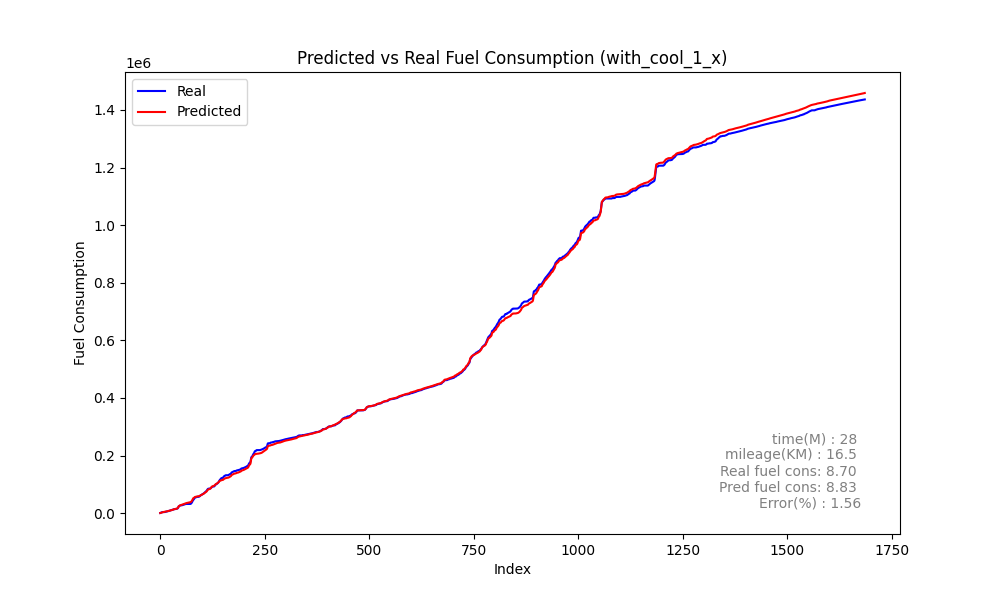 Predicted vs Real Fuel Consumption (with_cool_1_x)
1e6
Real
Predicted
1.4
1.2
1.0
0.8
0.6
0.4
0.2
0.0
Fuel Consumption
time(M) : 28
mileage(KM) : 16.5
Real fuel cons: 8.70
Pred fuel cons: 8.83
Error(%) : 1.56
0 250 500 750 1000 1250 1500 1750
Index